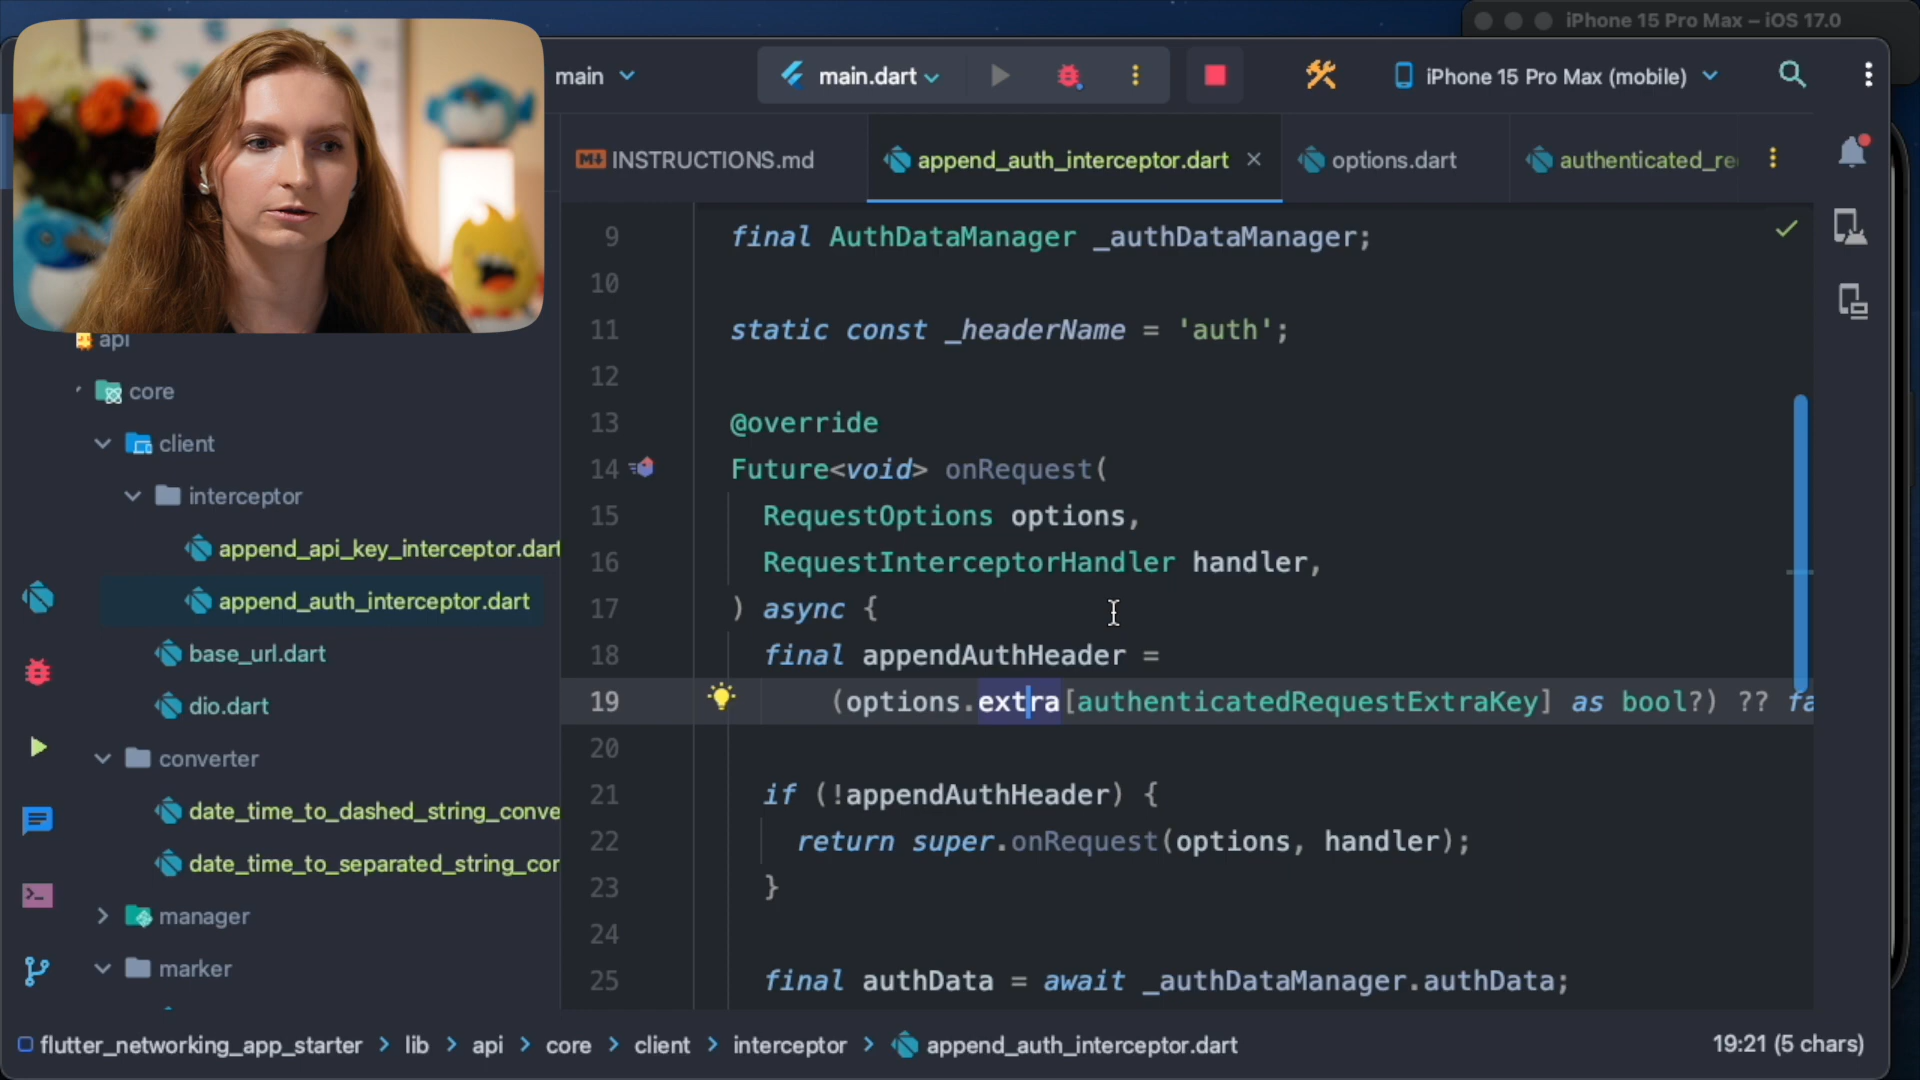 iPhone 15 Pro Max – iOS 17.0
main
main.dart
iPhone 15 Pro Max (mobile)
INSTRUCTIONS.md
append_auth_interceptor.dart
options.dart
authenticated_re
api
core
client
interceptor
append_api_key_interceptor.dart
append_auth_interceptor.dart
base_url.dart
dio.dart
converter
date_time_to_dashed_string_conve
date_time_to_separated_string_cor
manager
marker
9 final AuthDataManager _authDataManager;
10
11 static const _headerName = 'auth';
12
13 @override
14 Future<void> onRequest(
15 RequestOptions options,
16 RequestInterceptorHandler handler,
17 ) async {
18 final appendAuthHeader =
19 (options.extra[authenticatedRequestExtraKey] as bool?) ?? fa
20
21 if (!appendAuthHeader) {
22 return super.onRequest(options, handler);
23 }
24
25 final authData = await _authDataManager.authData;
flutter_networking_app_starter > lib > api > core > client > interceptor > append_auth_interceptor.dart
19:21 (5 chars)